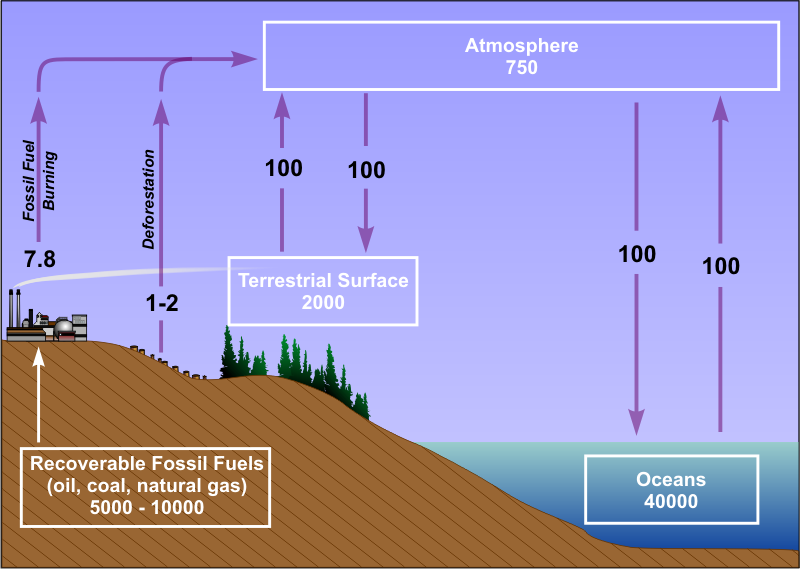 Atmosphere
750
Fossil Fuel
Burning
7.8
Deforestation
1-2
100
100
100
100
Terrestrial Surface
2000
Recoverable Fossil Fuels
(oil, coal, natural gas)
5000 - 10000
Oceans
40000